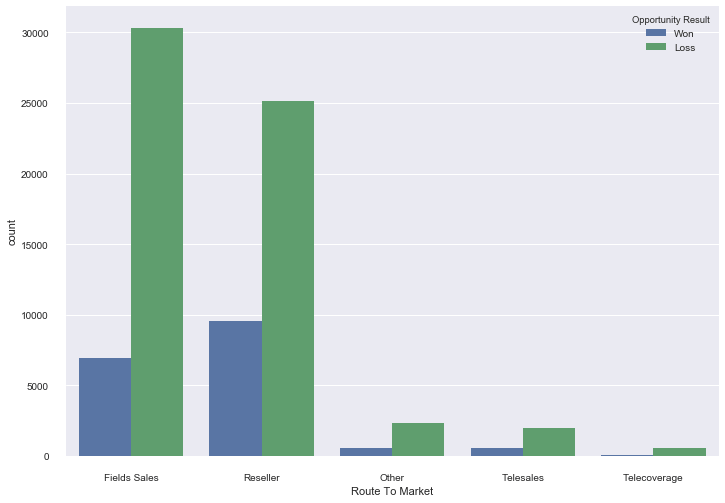 Opportunity Result
Won
Loss
30000
25000
20000
15000
10000
5000
0
count
Fields Sales
Reseller
Other
Telesales
Telecoverage
Route To Market